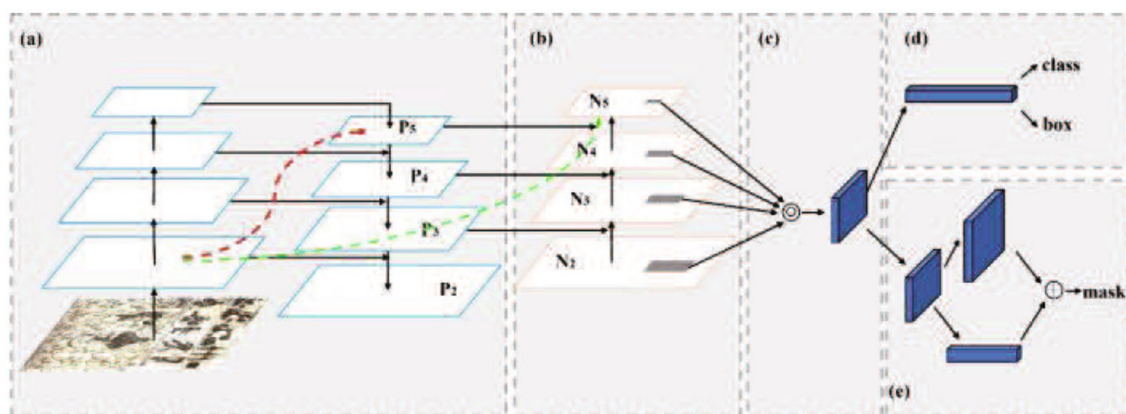 (a)
P5
P4
P3
P2
(b)
N5
N4
N3
N2
(c)
(d)
class
box
mask
(e)